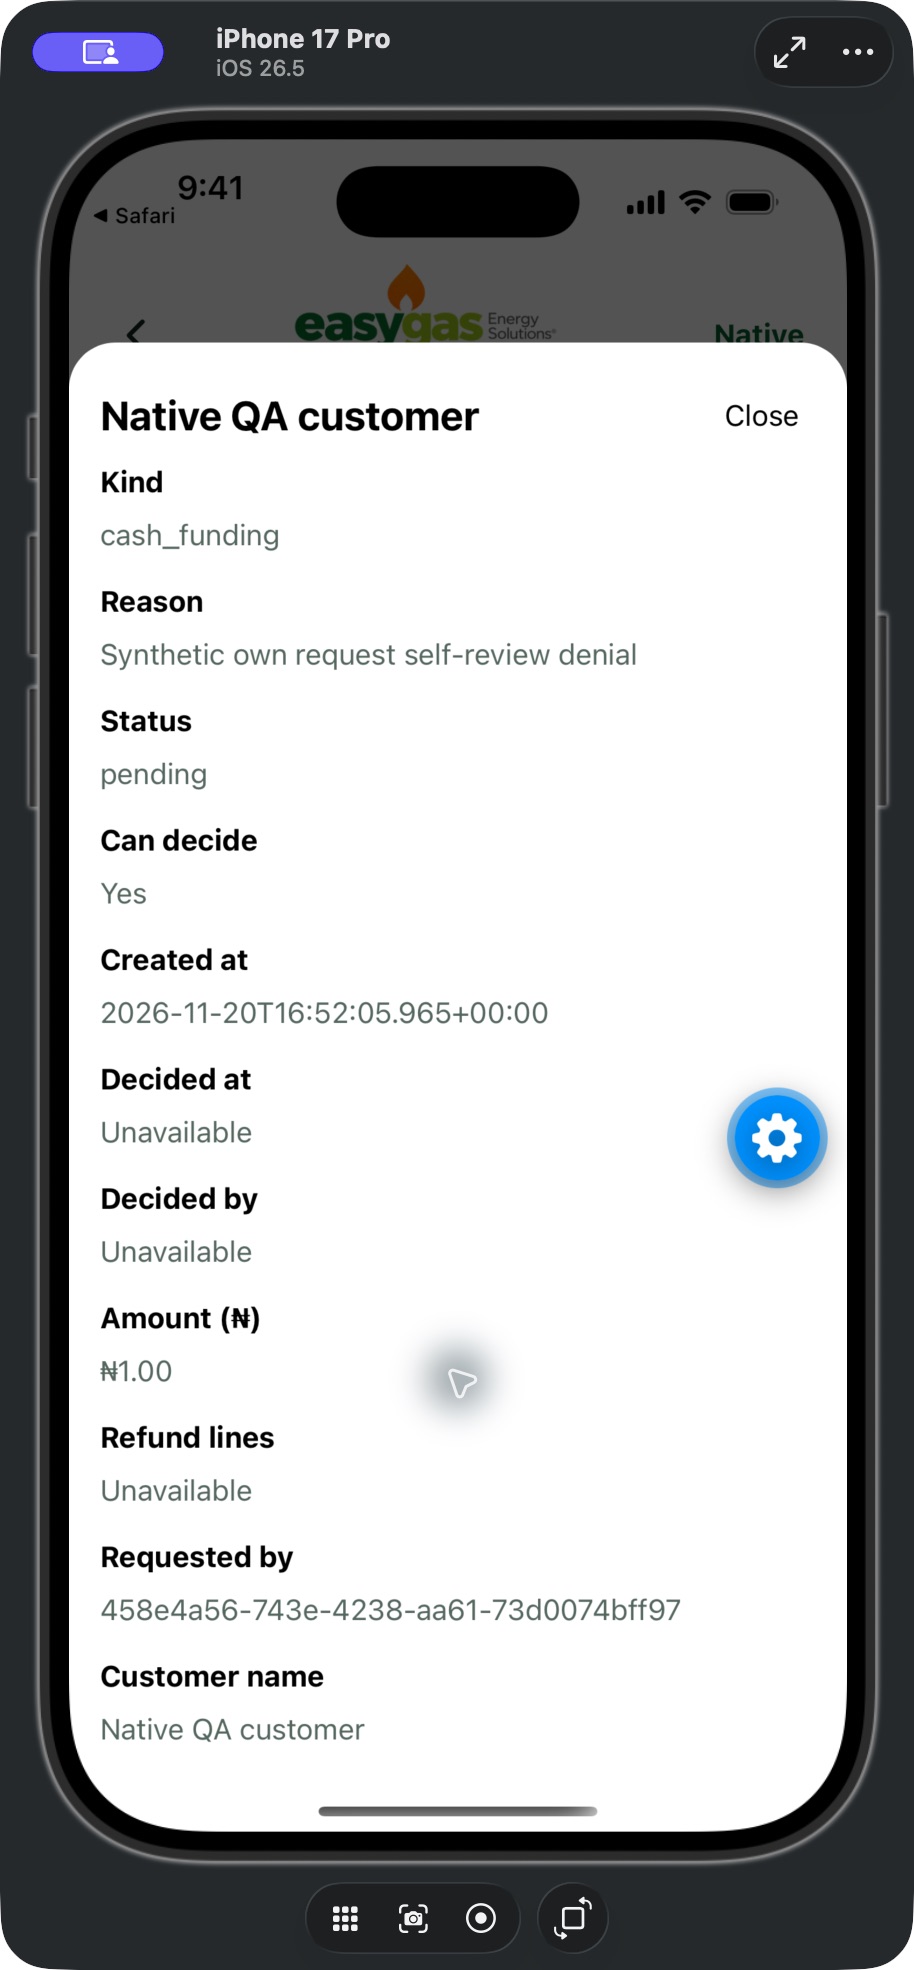 iPhone 17 Pro
iOS 26.5
9:41
◀ Safari
easygas Energy Solutions®
Native
Native QA customer
Close
Kind
cash_funding
Reason
Synthetic own request self-review denial
Status
pending
Can decide
Yes
Created at
2026-11-20T16:52:05.965+00:00
Decided at
Unavailable
Decided by
Unavailable
Amount (₦)
₦1.00
Refund lines
Unavailable
Requested by
458e4a56-743e-4238-aa61-73d0074bff97
Customer name
Native QA customer